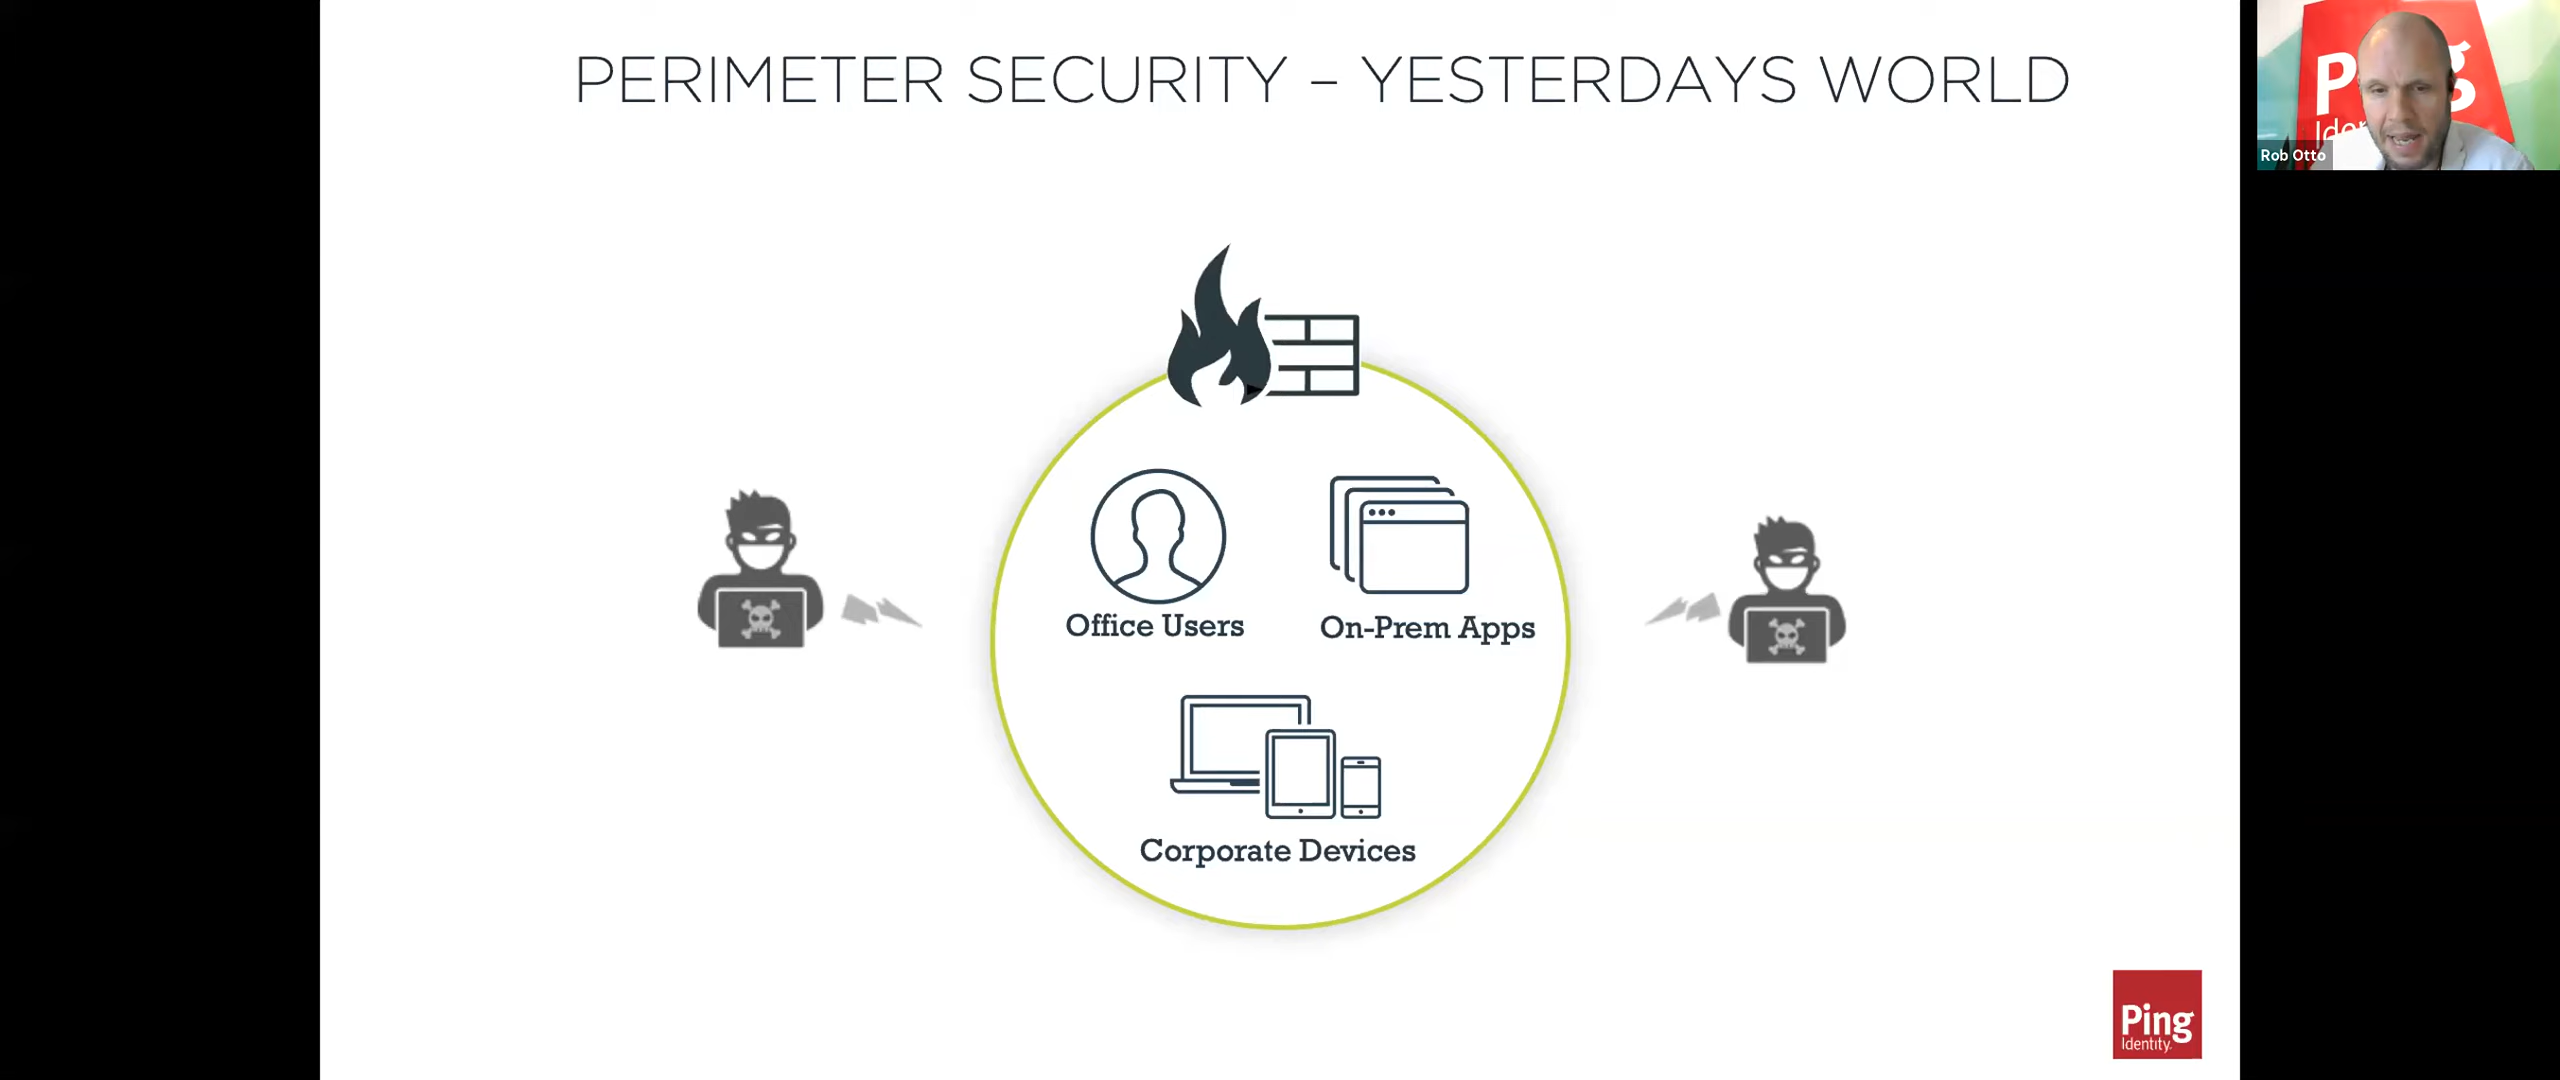 PERIMETER SECURITY – YESTERDAYS WORLD
Rob Otto
Office Users
On-Prem Apps
Corporate Devices
Ping
Identity.